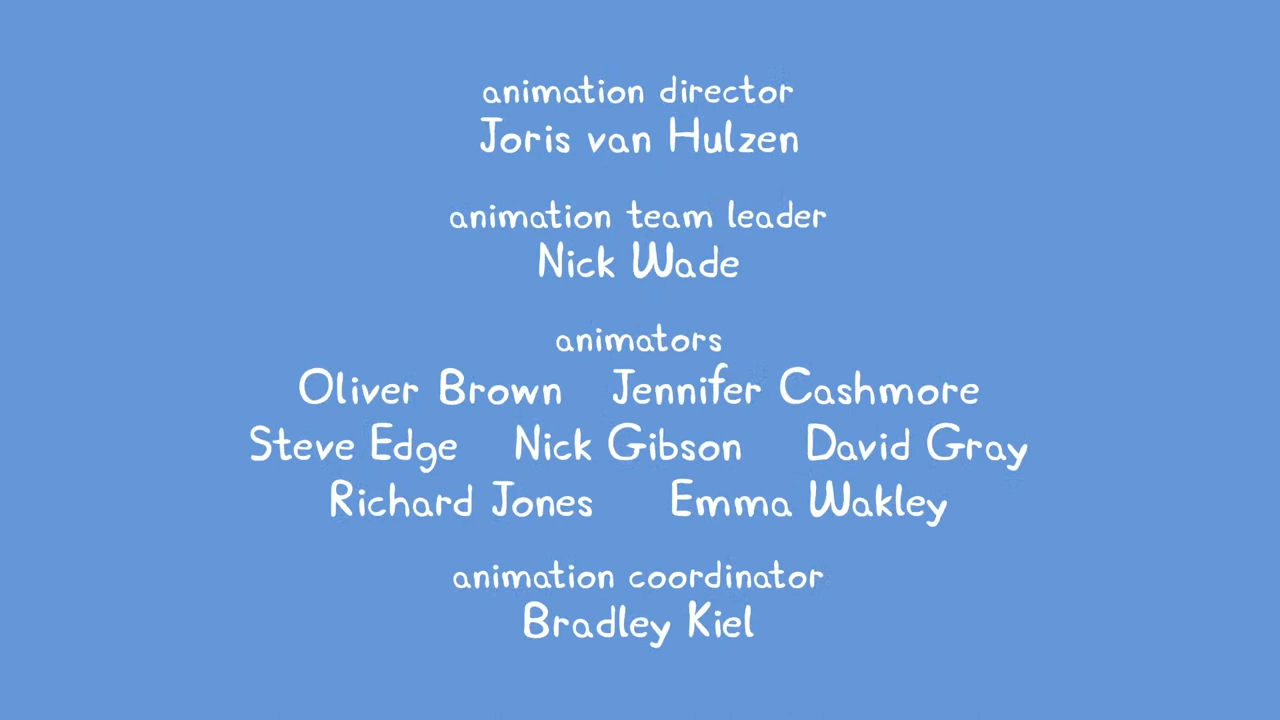 animation director
Joris van Hulzen
animation team leader
Nick Wade
animators
Oliver Brown Jennifer Cashmore
Steve Edge Nick Gibson David Gray
Richard Jones Emma Wakley
animation coordinator
Bradley Kiel